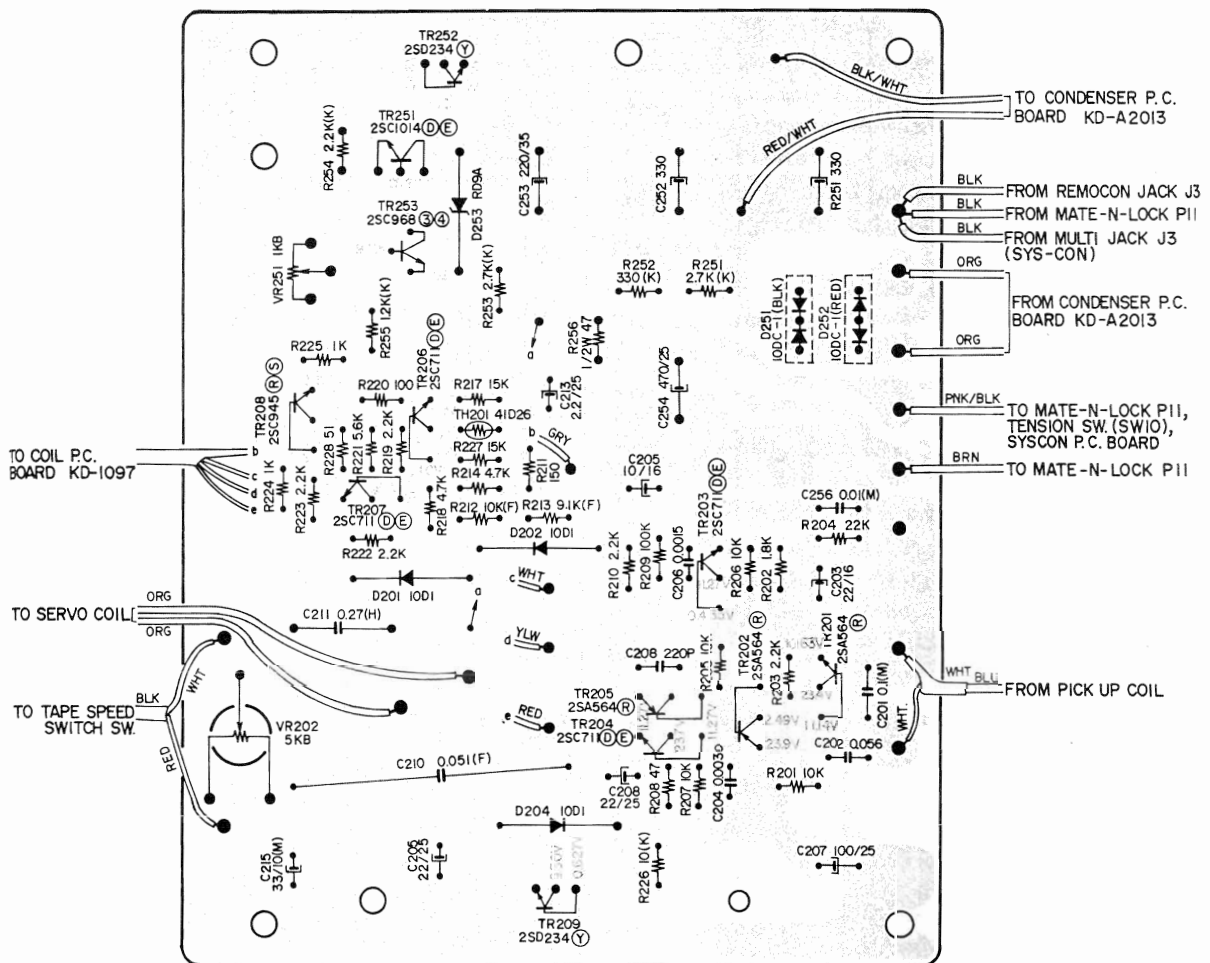 TR252
2SD234 Ⓨ
BLK/WHT
TO CONDENSER P.C.
BOARD KD-A2013
RED/WHT
TR251
2SC1014 Ⓓ Ⓔ
R254 2.2K(K)
TR253
2SC968 ③ ④
D253 RD9A
C253 220/35
C252 330
R251 330
BLK
FROM REMOCON JACK J3
BLK
FROM MATE-N-LOCK P11
BLK
FROM MULTI JACK J3
(SYS-CON)
ORG
FROM CONDENSER P.C.
BOARD KD-A2013
ORG
VR251 1KB
R255 1.2K(K)
R253 2.7K(K)
R252
330(K)
R251
2.7K(K)
D251
10DC-1(BLK)
D252
10DC-1(RED)
a
R256
1/2W 47
R225 1K
TR206
2SC711 Ⓓ Ⓔ
R220 100
R217 15K
C213
2.2/25
C254 470/25
PNK/BLK
TO MATE-N-LOCK P11,
TENSION SW. (SW10),
SYSCON P.C. BOARD
BRN
TO MATE-N-LOCK P11
TR208
2SC945 Ⓡ Ⓢ
TH201 41D26
R228 51
R221 5.6K
R219 2.2K
R227 15K
b
GRY
R211
150
TO COIL P.C.
BOARD KD-1097
b
c
d
e
R224 1K
R223 2.2K
TR207
2SC711 Ⓓ Ⓔ
R218 4.7K
R214 4.7K
R212 10K(F)
R213 9.1K(F)
C205
10/16
TR203
2SC711 Ⓓ Ⓔ
C256 0.01(M)
R204 22K
R222 2.2K
D202 10D1
R210 2.2K
R209 100K
C206 0.0015
R206 10K
R202 1.8K
C203
22/16
D201 10D1
c
WHT
a
TO SERVO COIL
ORG
ORG
C211 0.27(H)
d
YLW
C208 220P
R205 10K
TR202
2SA564 Ⓡ
R203 2.2K
TR201
2SA564 Ⓡ
C201 0.1(M)
WHT
BLU
FROM PICK UP COIL
WHT.
TO TAPE SPEED
SWITCH SW.
BLK
WHT
RED
VR202
5KB
e
RED
TR205
2SA564 Ⓡ
TR204
2SC711 Ⓓ Ⓔ
11.27V
2.49V
23.9V
C202 0.056
C210 0.051(F)
C208
22/25
R208 47
R207 10K
R201 10K
D204 10D1
0.627V
C215
33/10(M)
C205
22/25
R226 10(K)
C207 100/25
TR209
2SD234 Ⓨ